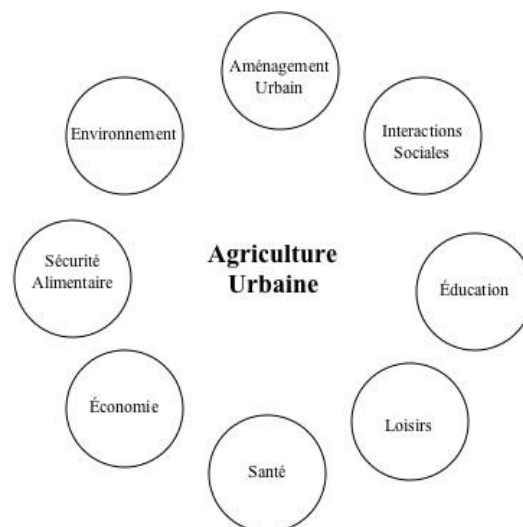 Aménagement
Urbain
Environnement
Interactions
Sociales
Sécurité
Alimentaire
Agriculture
Urbaine
Éducation
Économie
Loisirs
Santé